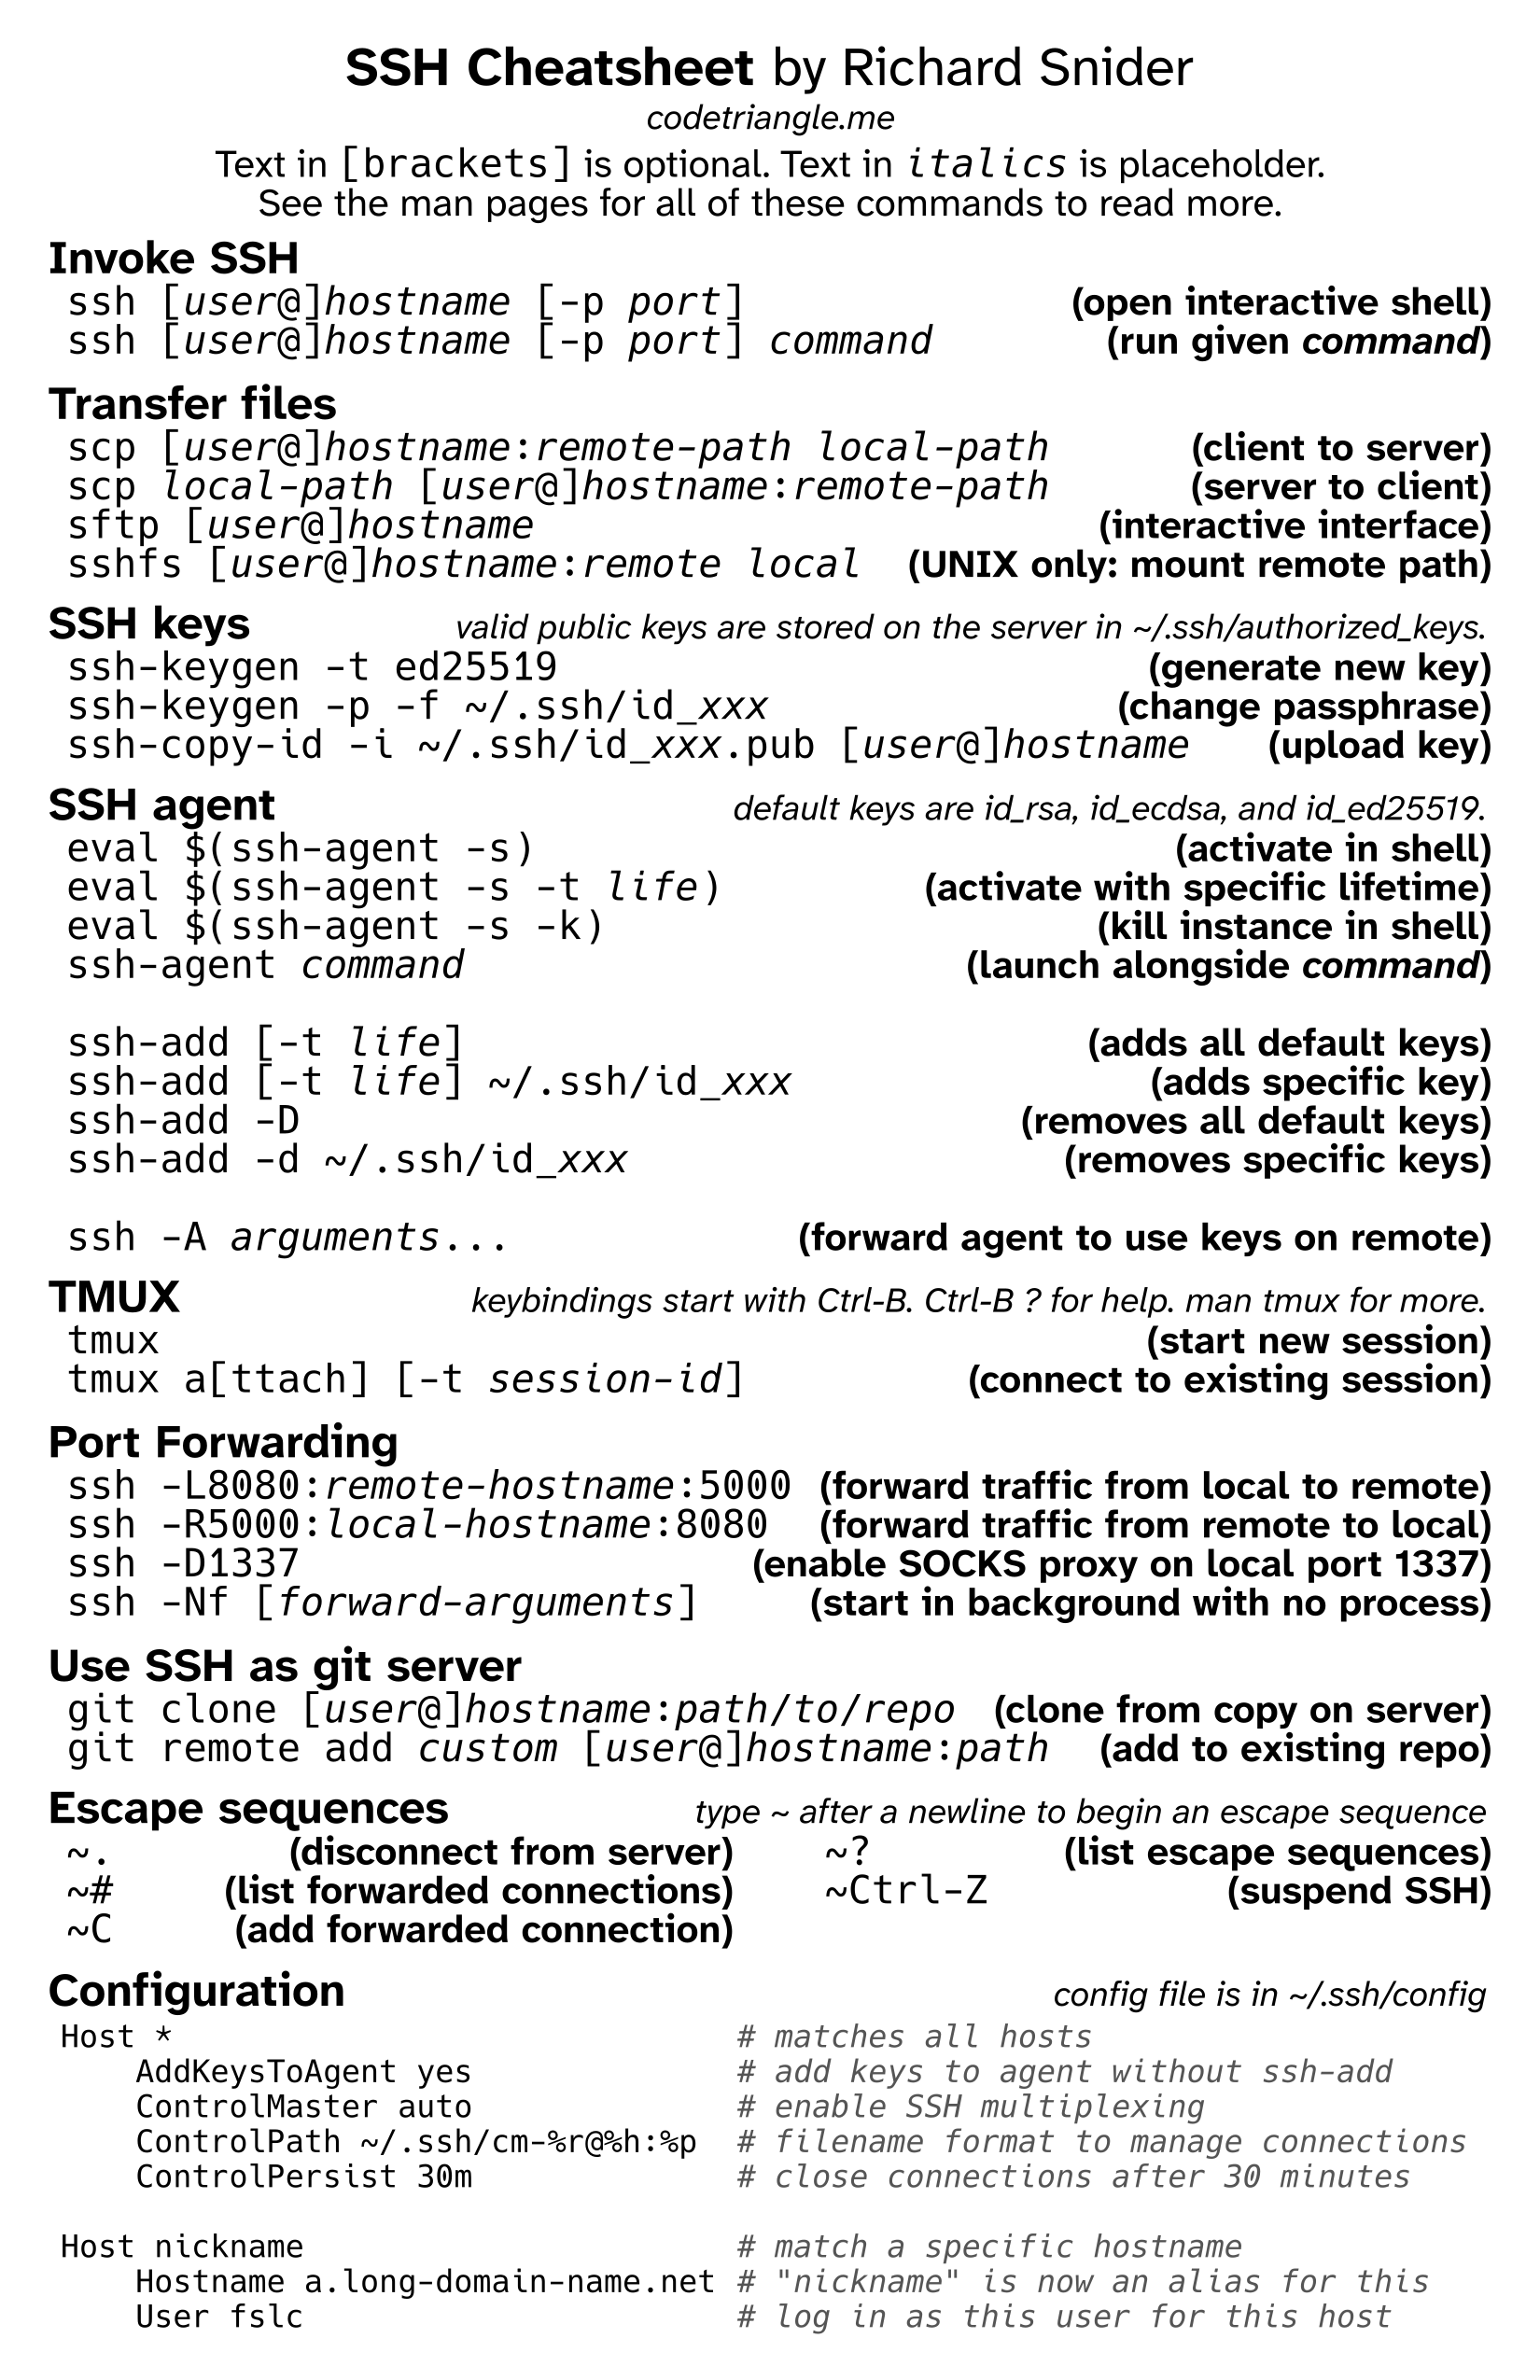 SSH Cheatsheet by Richard Snider
codetriangle.me
Text in [brackets] is optional. Text in italics is placeholder.
See the man pages for all of these commands to read more.
Invoke SSH
ssh [user@]hostname [-p port] (open interactive shell)
ssh [user@]hostname [-p port] command (run given command)
Transfer files
scp [user@]hostname:remote-path local-path (client to server)
scp local-path [user@]hostname:remote-path (server to client)
sftp [user@]hostname (interactive interface)
sshfs [user@]hostname:remote local (UNIX only: mount remote path)
SSH keys valid public keys are stored on the server in ~/.ssh/authorized_keys.
ssh-keygen -t ed25519 (generate new key)
ssh-keygen -p -f ~/.ssh/id_xxx (change passphrase)
ssh-copy-id -i ~/.ssh/id_xxx.pub [user@]hostname (upload key)
SSH agent default keys are id_rsa, id_ecdsa, and id_ed25519.
eval $(ssh-agent -s) (activate in shell)
eval $(ssh-agent -s -t life) (activate with specific lifetime)
eval $(ssh-agent -s -k) (kill instance in shell)
ssh-agent command (launch alongside command)
ssh-add [-t life] (adds all default keys)
ssh-add [-t life] ~/.ssh/id_xxx (adds specific key)
ssh-add -D (removes all default keys)
ssh-add -d ~/.ssh/id_xxx (removes specific keys)
ssh -A arguments... (forward agent to use keys on remote)
TMUX keybindings start with Ctrl-B. Ctrl-B ? for help. man tmux for more.
tmux (start new session)
tmux a[ttach] [-t session-id] (connect to existing session)
Port Forwarding
ssh -L8080:remote-hostname:5000 (forward traffic from local to remote)
ssh -R5000:local-hostname:8080 (forward traffic from remote to local)
ssh -D1337 (enable SOCKS proxy on local port 1337)
ssh -Nf [forward-arguments] (start in background with no process)
Use SSH as git server
git clone [user@]hostname:path/to/repo (clone from copy on server)
git remote add custom [user@]hostname:path (add to existing repo)
Escape sequences type ~ after a newline to begin an escape sequence
~. (disconnect from server) ~? (list escape sequences)
~# (list forwarded connections) ~Ctrl-Z (suspend SSH)
~C (add forwarded connection)
Configuration config file is in ~/.ssh/config
Host * # matches all hosts
AddKeysToAgent yes # add keys to agent without ssh-add
ControlMaster auto # enable SSH multiplexing
ControlPath ~/.ssh/cm-%r@%h:%p # filename format to manage connections
ControlPersist 30m # close connections after 30 minutes
Host nickname # match a specific hostname
Hostname a.long-domain-name.net # "nickname" is now an alias for this
User fslc # log in as this user for this host